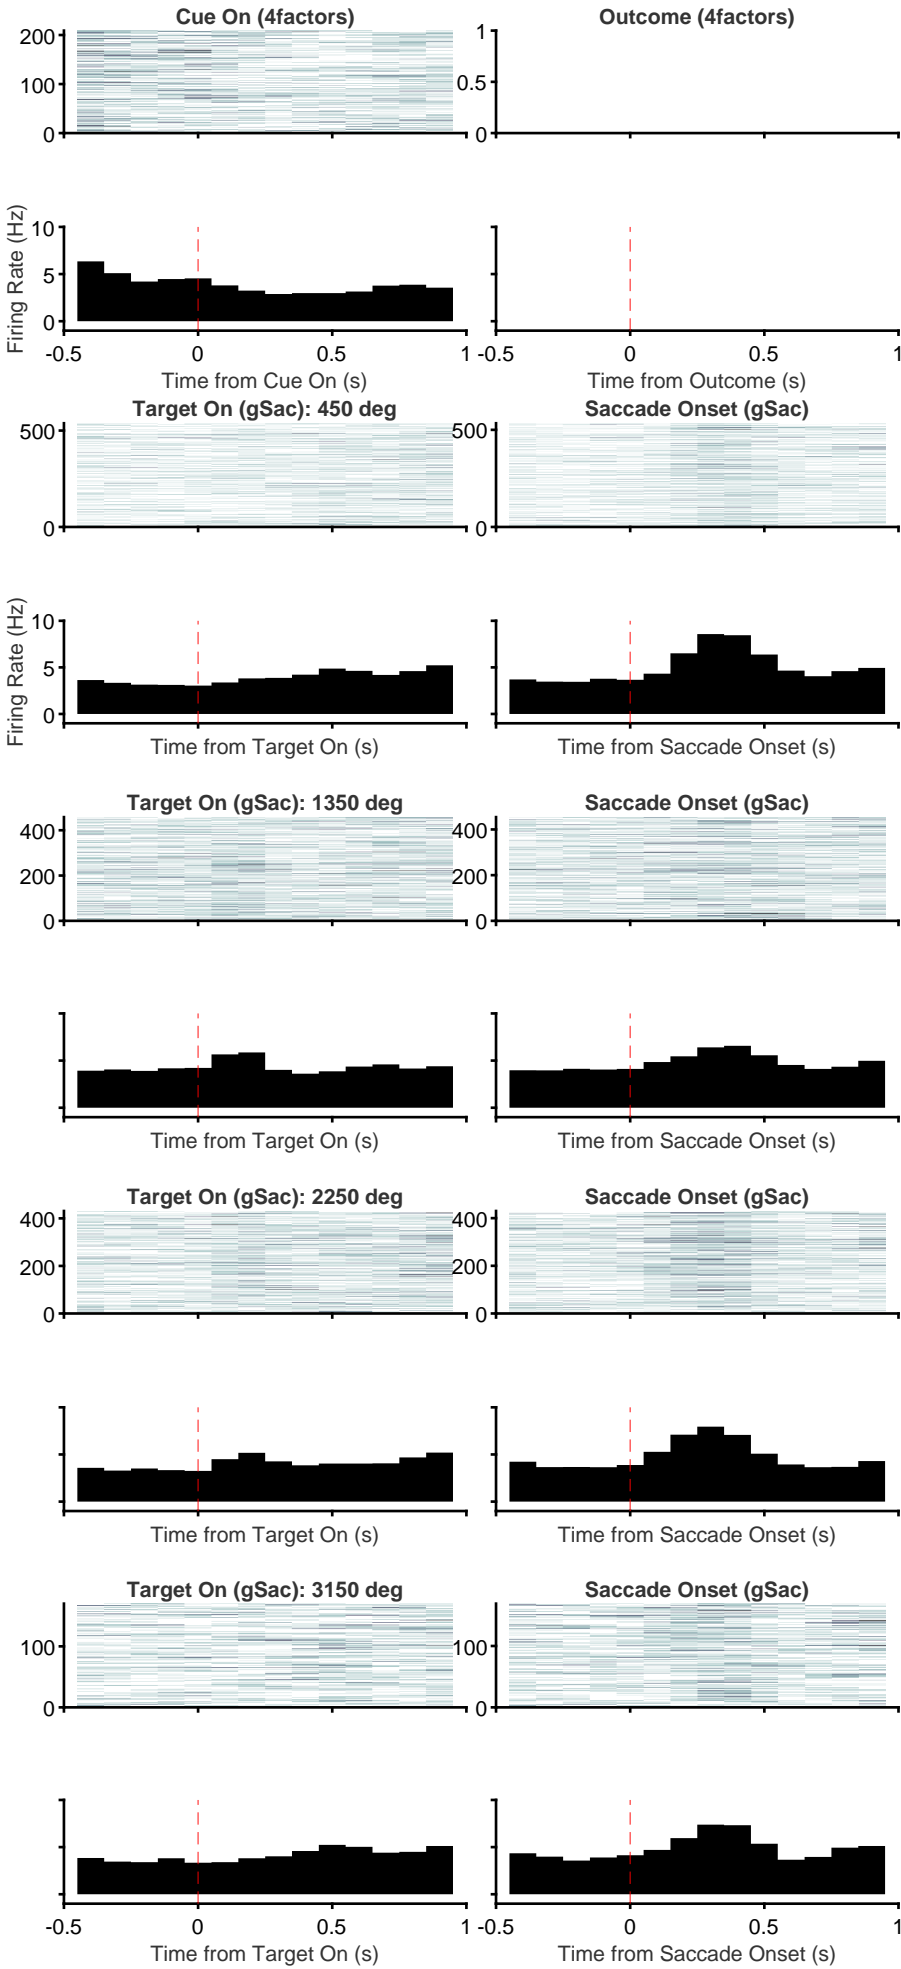 Cue On (4factors)
Outcome (4factors)
200
100
0
1
0.5
0
Firing Rate (Hz)
10
5
0
-0.5 0 0.5 1
-0.5 0 0.5 1
Time from Cue On (s)
Time from Outcome (s)
Target On (gSac): 450 deg
Saccade Onset (gSac)
500
0
500
0
Firing Rate (Hz)
10
5
0
Time from Target On (s)
Time from Saccade Onset (s)
Target On (gSac): 1350 deg
Saccade Onset (gSac)
400
200
0
400
200
0
Time from Target On (s)
Time from Saccade Onset (s)
Target On (gSac): 2250 deg
Saccade Onset (gSac)
400
200
0
400
200
0
Time from Target On (s)
Time from Saccade Onset (s)
Target On (gSac): 3150 deg
Saccade Onset (gSac)
100
0
100
0
-0.5 0 0.5 1
-0.5 0 0.5 1
Time from Target On (s)
Time from Saccade Onset (s)